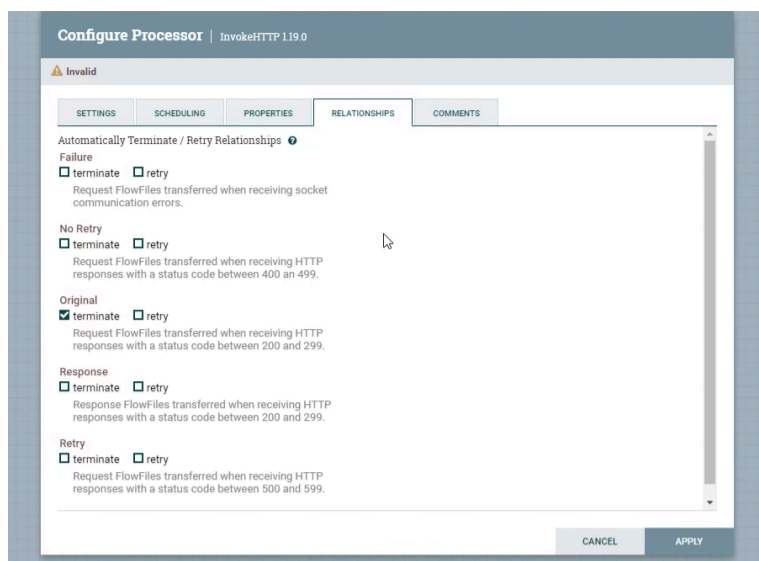 Configure Processor | InvokeHTTP 1.19.0
Invalid
SETTINGS SCHEDULING PROPERTIES RELATIONSHIPS COMMENTS
Automatically Terminate / Retry Relationships ?
Failure
terminate retry
Request FlowFiles transferred when receiving socket
communication errors.
No Retry
terminate retry
Request FlowFiles transferred when receiving HTTP
responses with a status code between 400 an 499.
Original
terminate retry
Request FlowFiles transferred when receiving HTTP
responses with a status code between 200 and 299.
Response
terminate retry
Response FlowFiles transferred when receiving HTTP
responses with a status code between 200 and 299.
Retry
terminate retry
Request FlowFiles transferred when receiving HTTP
responses with a status code between 500 and 599.
CANCEL APPLY